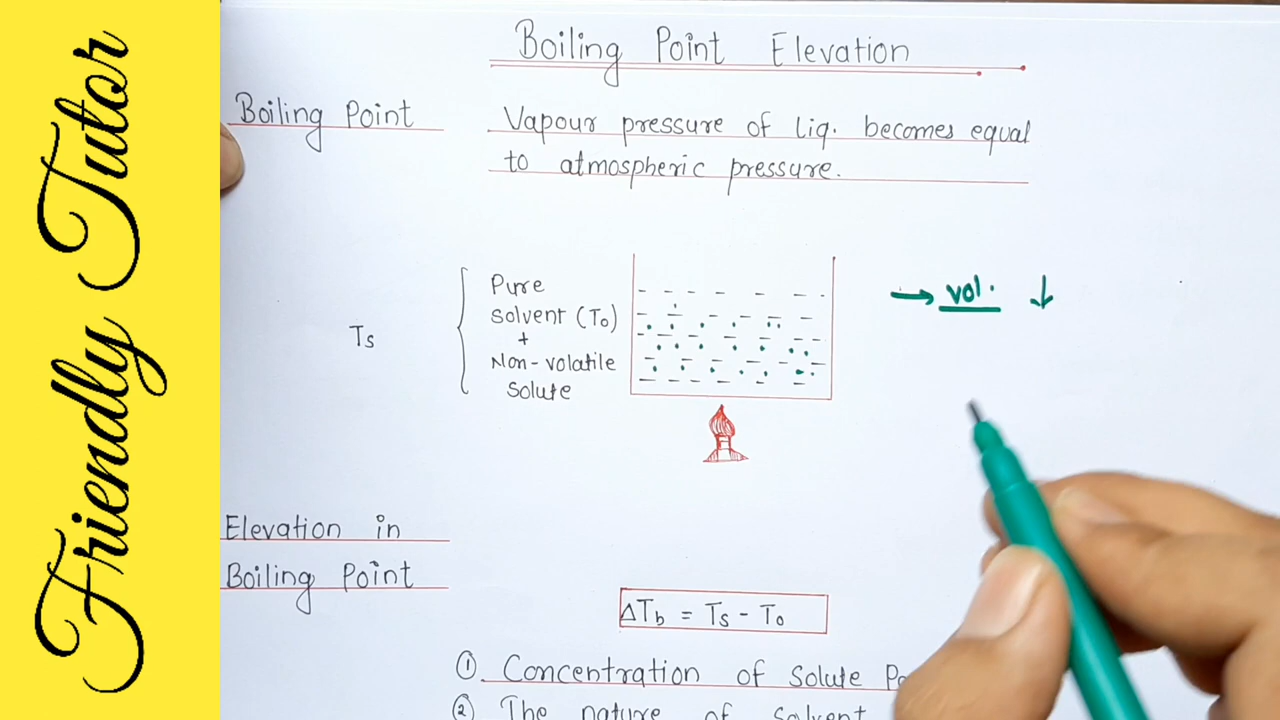 Friendly Tutor
Boiling Point Elevation
Boiling Point
Vapour pressure of Liq. becomes equal
to atmospheric pressure.
Ts
Pure
solvent (To)
+
Non-volatile
Solute
→ vol. ↓
Elevation in
Boiling Point
ΔTb = Ts - To
①. Concentration of Solute
② The nature of solvent